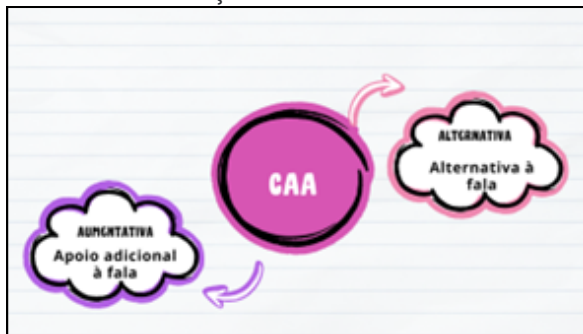 ALTERNATIVA
Alternativa à
fala
CAA
AUMENTATIVA
Apoio adicional
à fala